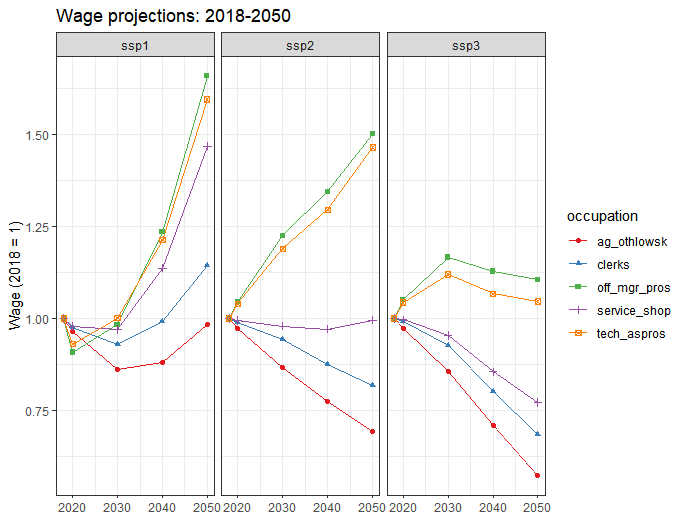 Wage projections: 2018-2050
ssp1 ssp2 ssp3
Wage (2018 = 1)
1.50
1.25
1.00
0.75
2020 2030 2040 2050 2020 2030 2040 2050 2020 2030 2040 2050
occupation
ag_othlowsk
clerks
off_mgr_pros
service_shop
tech_aspros